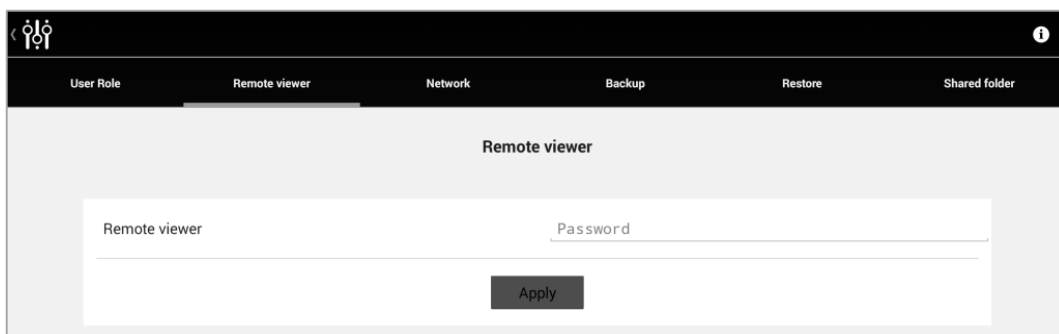 User Role Remote viewer Network Backup Restore Shared folder
Remote viewer
Remote viewer Password
Apply